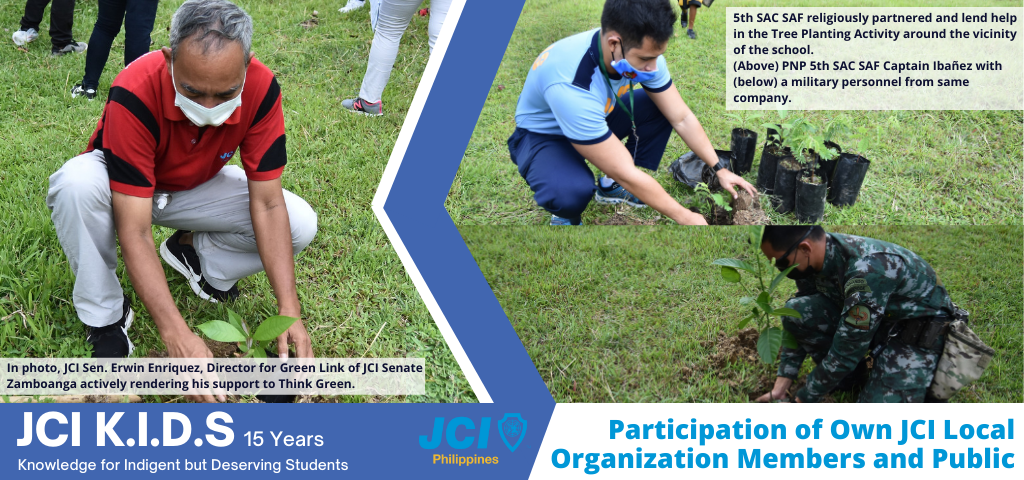 5th SAC SAF religiously partnered and lend help
in the Tree Planting Activity around the vicinity
of the school.
(Above) PNP 5th SAC SAF Captain Ibañez with
(below) a military personnel from same
company.
JCI
In photo, JCI Sen. Erwin Enriquez, Director for Green Link of JCI Senate
Zamboanga actively rendering his support to Think Green.
JCI K.I.D.S 15 Years
Knowledge for Indigent but Deserving Students
JCI
Philippines
Participation of Own JCI Local
Organization Members and Public